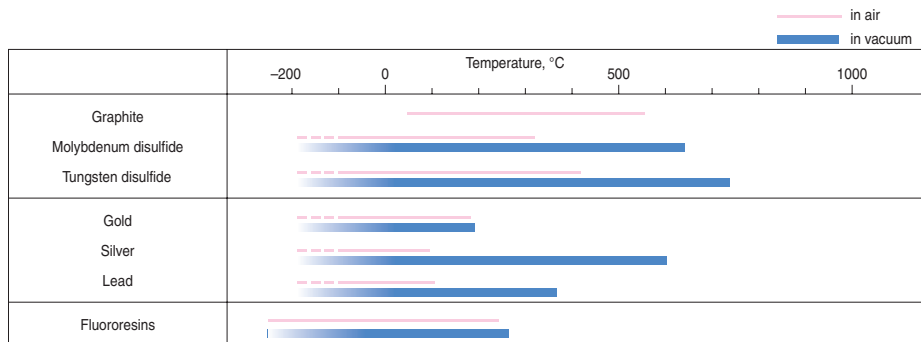 in air
in vacuum
Temperature, °C
−200 0 500 1000
Graphite
Molybdenum disulfide
Tungsten disulfide
Gold
Silver
Lead
Fluororesins